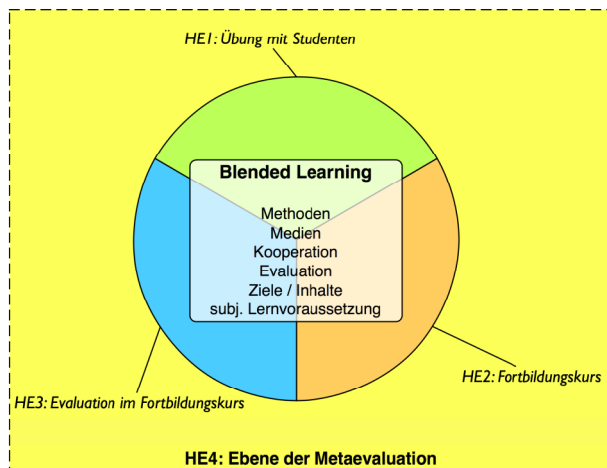 HE1: Übung mit Studenten
Blended Learning
Methoden
Medien
Kooperation
Evaluation
Ziele / Inhalte
subj. Lernvoraussetzung
HE2: Fortbildungskurs
HE3: Evaluation im Fortbildungskurs
HE4: Ebene der Metaevaluation